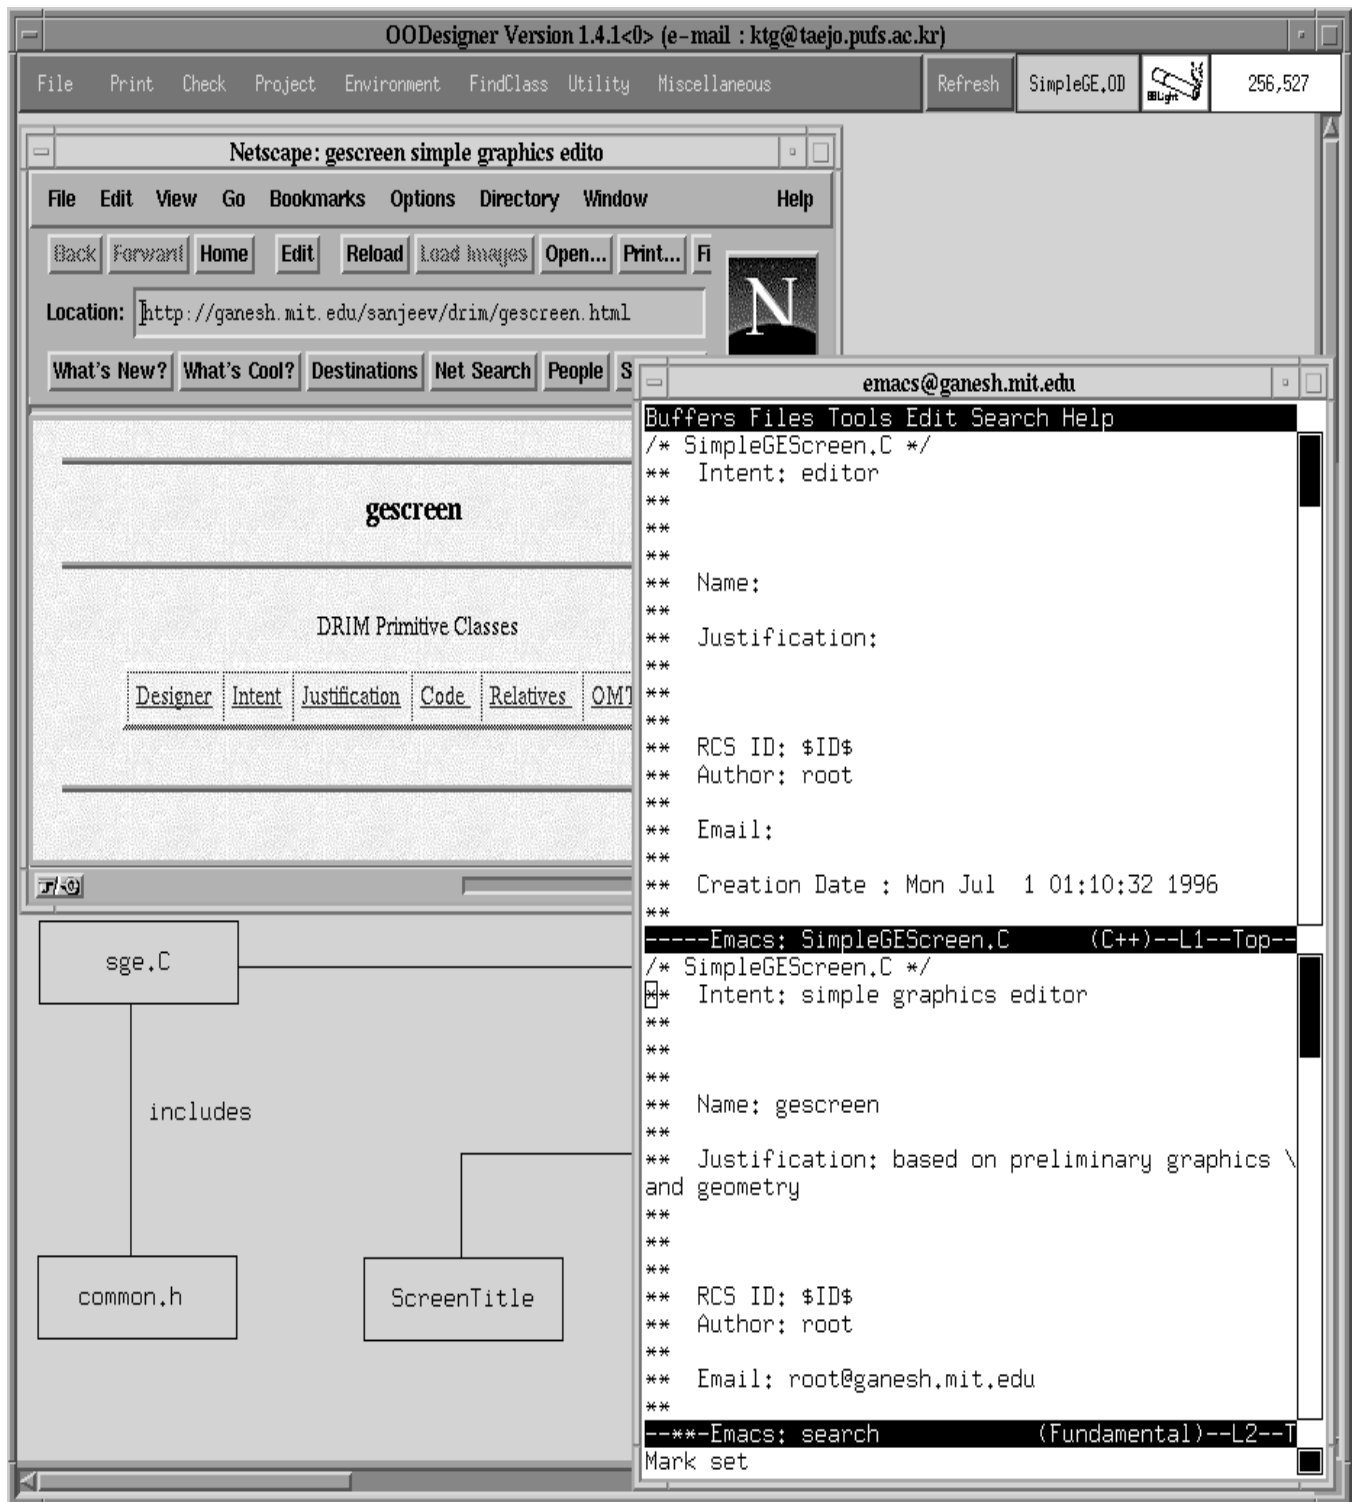 OODesigner Version 1.4.1<0> (e-mail : ktg@taejo.pufs.ac.kr)
File Print Check Project Environment FindClass Utility Miscellaneous Refresh SimpleGE.OD 256,527
Netscape: gescreen simple graphics edito
File Edit View Go Bookmarks Options Directory Window Help
Back Forward Home Edit Reload Load Images Open... Print... Fi
N
Location: http://ganesh.mit.edu/sanjeev/drim/gescreen.html
What's New? What's Cool? Destinations Net Search People S
gescreen
DRIM Primitive Classes
Designer Intent Justification Code Relatives OMT
sge.C
includes
common.h
ScreenTitle
emacs@ganesh.mit.edu
Buffers Files Tools Edit Search Help
/* SimpleGEScreen.C */
** Intent: editor
**
**
**
** Name:
**
** Justification:
**
**
**
** RCS ID: $ID$
** Author: root
**
** Email:
**
** Creation Date : Mon Jul  1 01:10:32 1996
**
-----Emacs: SimpleGEScreen.C (C++)--L1--Top--
/* SimpleGEScreen.C */
** Intent: simple graphics editor
**
**
**
** Name: gescreen
**
** Justification: based on preliminary graphics \
and geometry
**
**
**
** RCS ID: $ID$
** Author: root
**
** Email: root@ganesh.mit.edu
**
--**-Emacs: search (Fundamental)--L2--T
Mark set